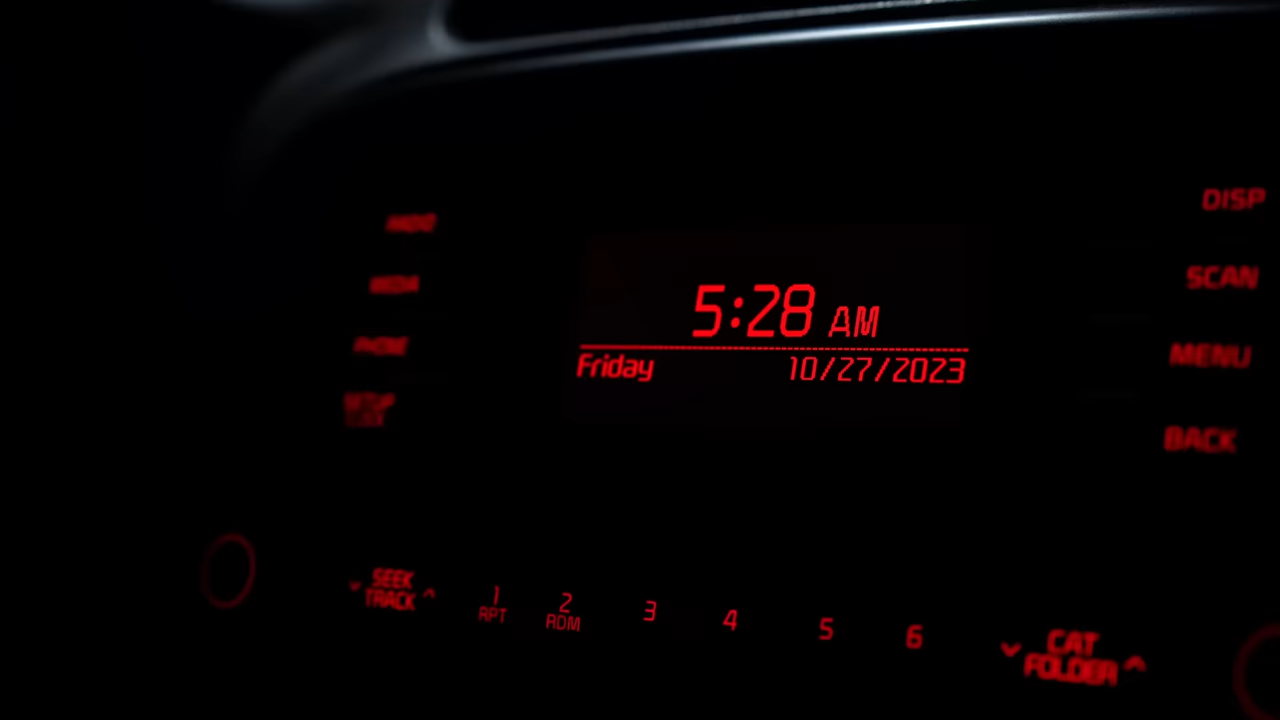 DISP
SCAN
5:28 AM
PHONE
MENU
Friday 10/27/2023
BACK
SEEK
TRACK
1
RPT
2
RDM
3
4
5
6
CAT
FOLDER